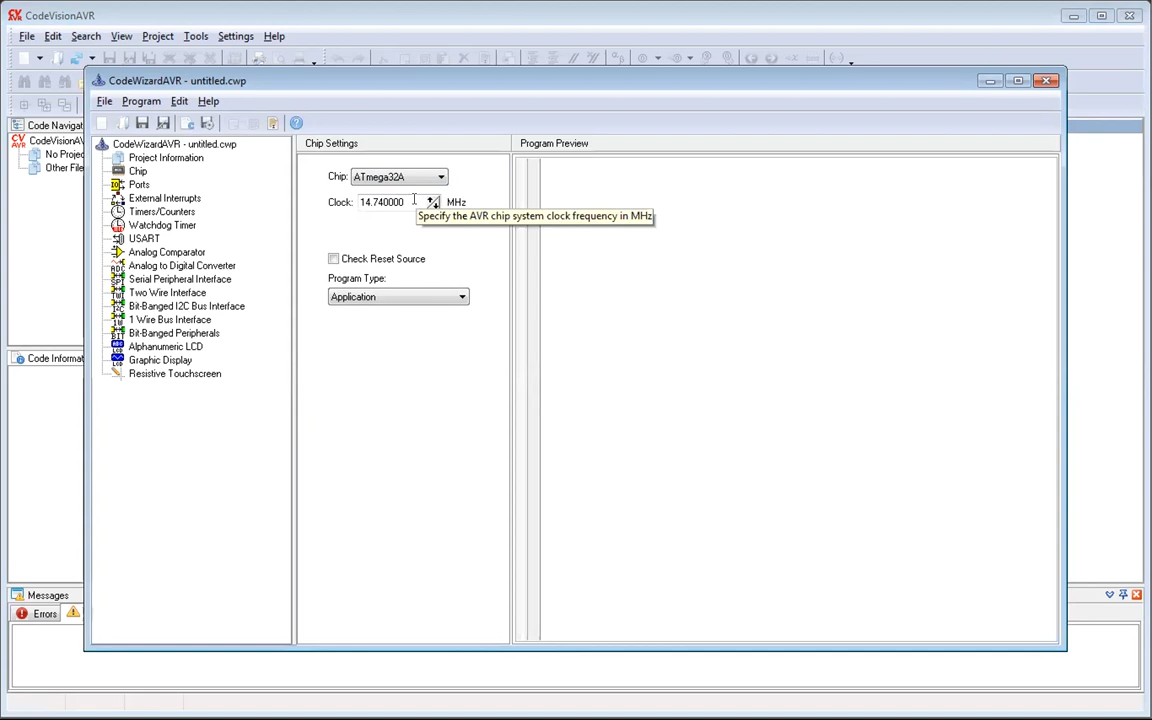 CodeVisionAVR
File Edit Search View Project Tools Settings Help
CodeWizardAVR - untitled.cwp
File Program Edit Help
Code Navigat
CodeVisionAV
No Projec
Other File
CodeWizardAVR - untitled.cwp
Project Information
Chip
Ports
External Interrupts
Timers/Counters
Watchdog Timer
USART
Analog Comparator
Analog to Digital Converter
Serial Peripheral Interface
Two Wire Interface
Bit-Banged I2C Bus Interface
1 Wire Bus Interface
Bit-Banged Peripherals
Alphanumeric LCD
Graphic Display
Resistive Touchscreen
Chip Settings
Chip: ATmega32A
Clock: 14.740000 MHz
Specify the AVR chip system clock frequency in MHz
Check Reset Source
Program Type:
Application
Program Preview
Code Informat
Messages
Errors